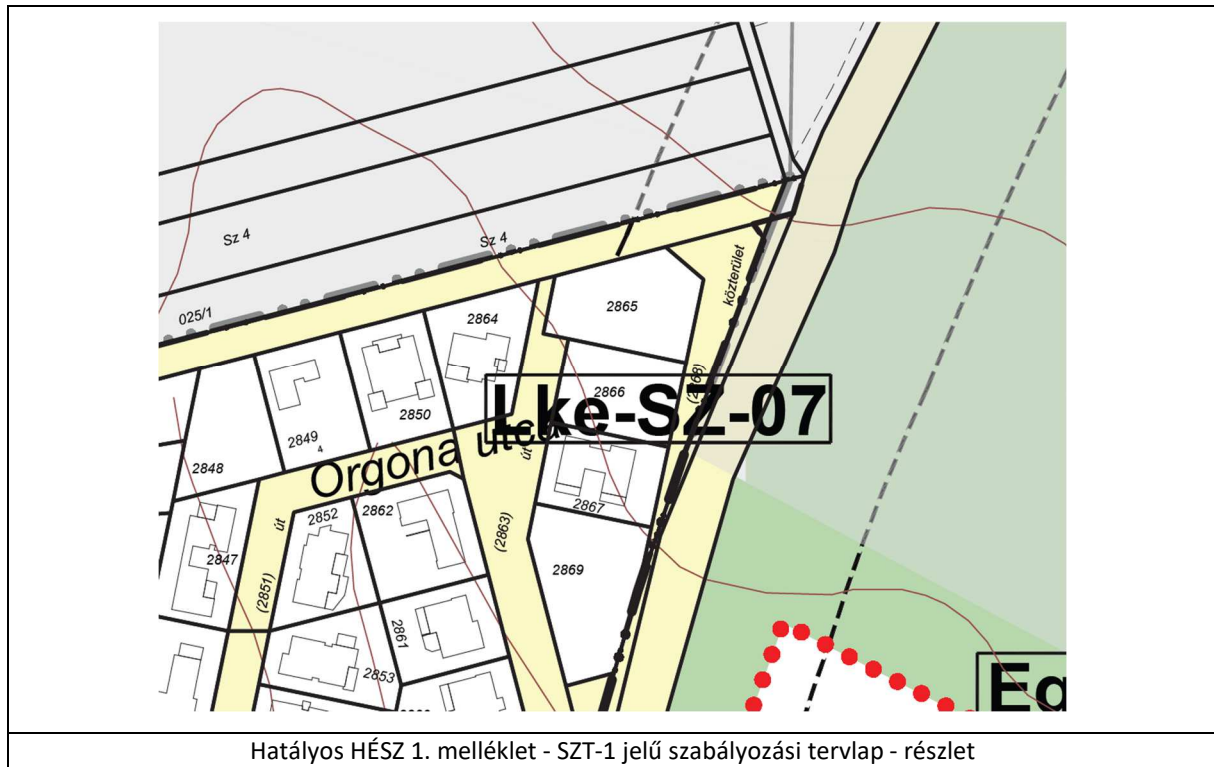 Sz 4
Sz 4
025/1
közterület
2865
2864
2866
(2868)
2850
Lke-SZ-07
2849
4
Orgona utca
út
2848
2852
2862
2867
út
(2863)
2847
(2851)
2869
2861
2853
Hatályos HÉSZ 1. melléklet - SZT-1 jelű szabályozási tervlap - részlet